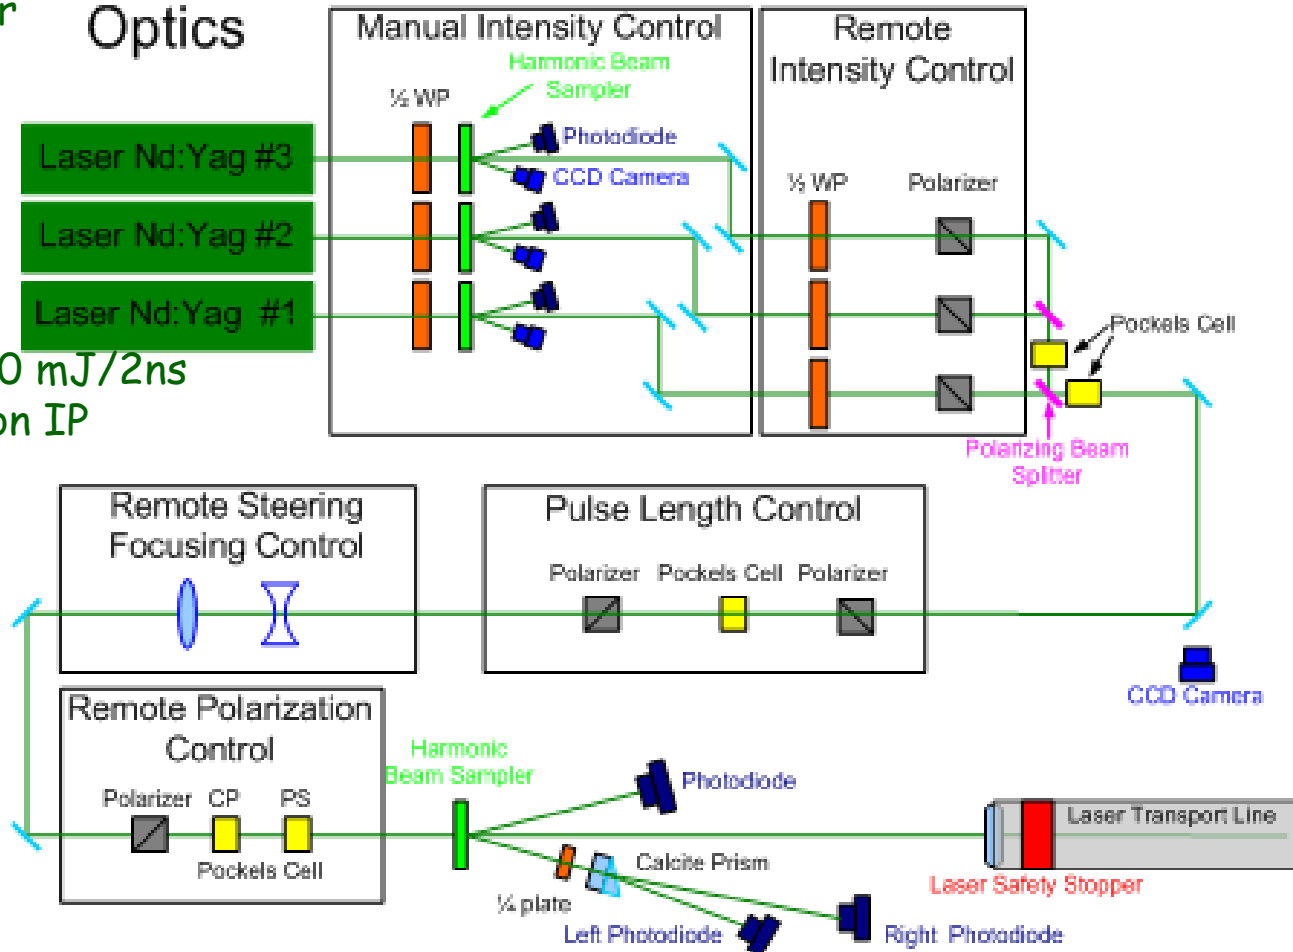 r
Optics
Manual Intensity Control
Remote
Intensity Control
Harmonic Beam
Sampler
½ WP
Photodiode
CCD Camera
½ WP
Polarizer
Laser Nd:Yag #3
Laser Nd:Yag #2
Laser Nd:Yag #1
0 mJ/2ns
on IP
Pockels Cell
Polarizing Beam
Splitter
Remote Steering
Focusing Control
Pulse Length Control
Polarizer Pockels Cell Polarizer
CCD Camera
Remote Polarization
Control
Polarizer CP PS
Pockels Cell
Harmonic
Beam Sampler
Photodiode
Calcite Prism
¼ plate
Left Photodiode
Right Photodiode
Laser Transport Line
Laser Safety Stopper